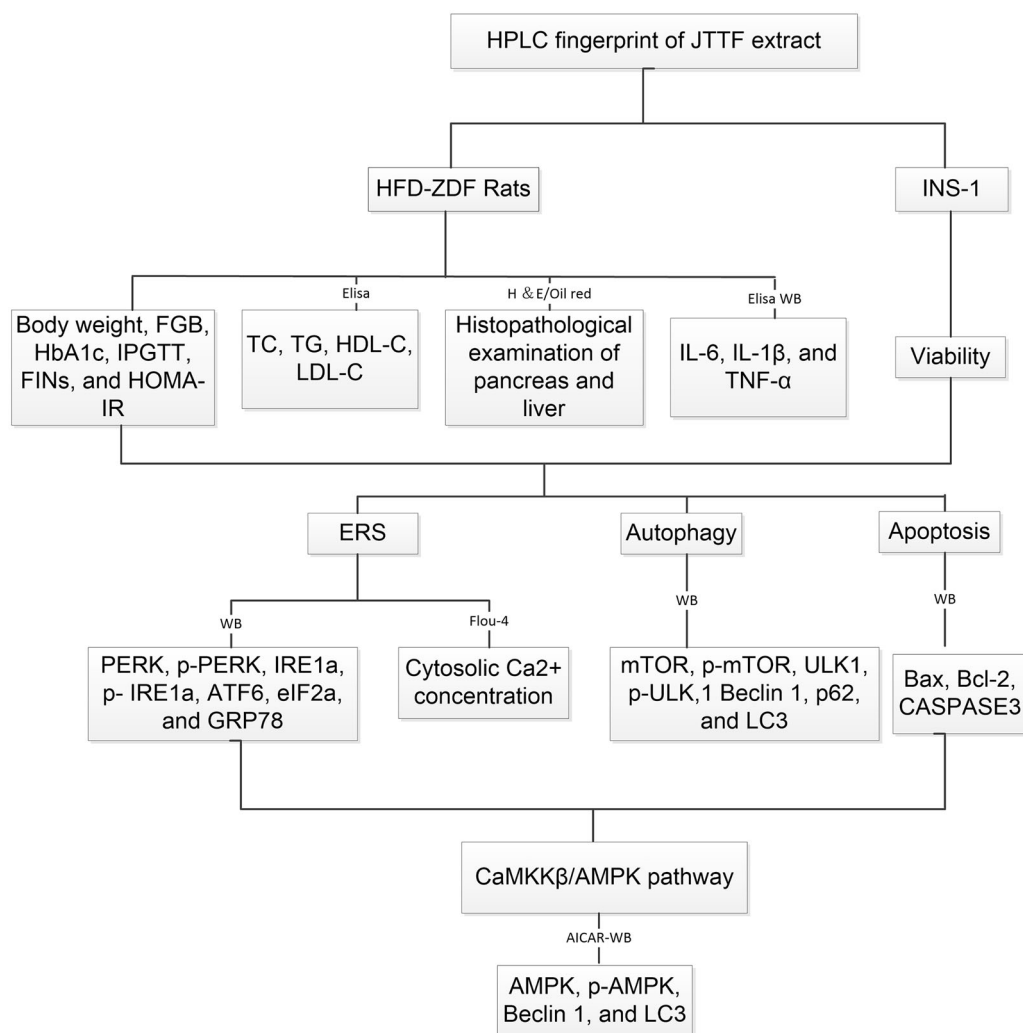 HPLC fingerprint of JTTF extract
HFD-ZDF Rats
INS-1
Elisa
H &E/Oil red
Elisa WB
Body weight, FGB,
HbA1c, IPGTT,
FINs, and HOMA-
IR
TC, TG, HDL-C,
LDL-C
Histopathological
examination of
pancreas and
liver
IL-6, IL-1β, and
TNF-α
Viability
ERS
Autophagy
Apoptosis
WB
Flou-4
WB
WB
PERK, p-PERK, IRE1a,
p- IRE1a, ATF6, eIF2a,
and GRP78
Cytosolic Ca2+
concentration
mTOR, p-mTOR, ULK1,
p-ULK,1 Beclin 1, p62,
and LC3
Bax, Bcl-2,
CASPASE3
CaMKKβ/AMPK pathway
AICAR-WB
AMPK, p-AMPK,
Beclin 1, and LC3